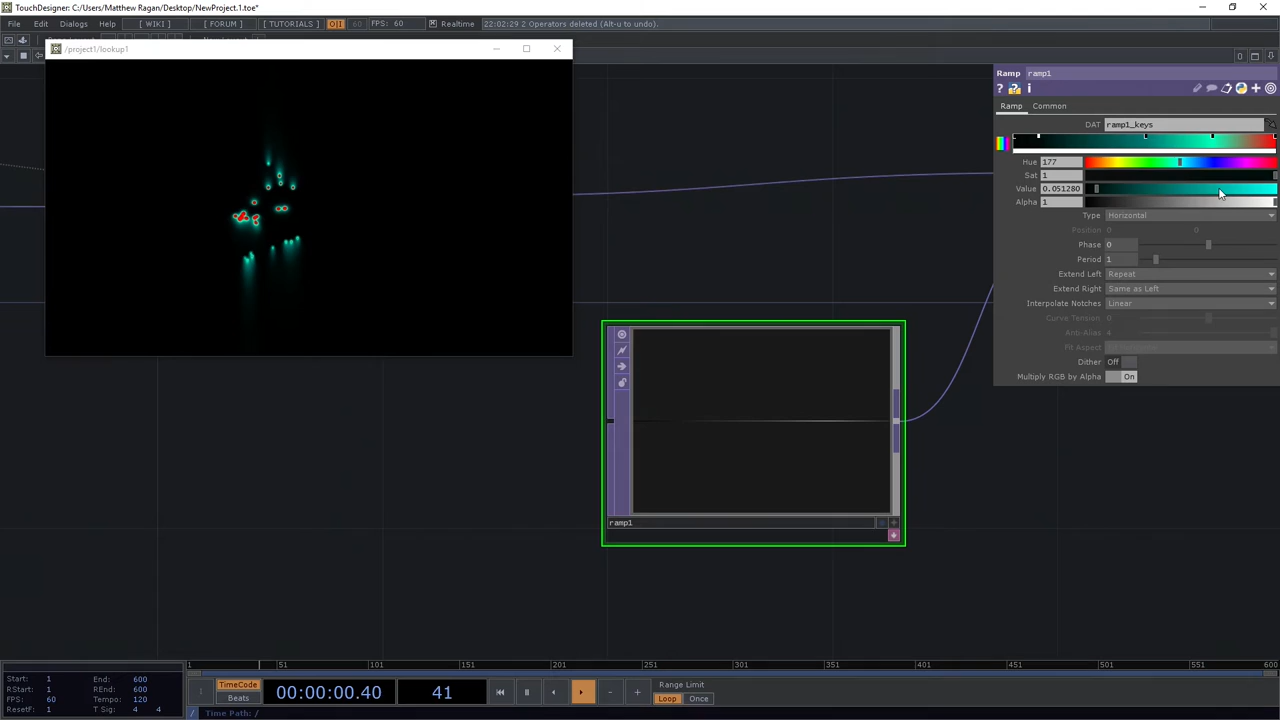 TouchDesigner: C:/Users/Matthew Ragan/Desktop/NewProject.1.toe*
File Edit Dialogs Help [ WIKI ] [ FORUM ] [ TUTORIALS ] O|I 60 FPS: 60 Realtime 22:02:29 2 Operators deleted (Alt-u to undo).
/project1/lookup1
Ramp ramp1
Ramp Common
DAT ramp1_keys
Hue 177
Sat 1
Value 0.051280
Alpha 1
Type Horizontal
Position 0 0
Phase 0
Period 1
Extend Left Repeat
Extend Right Same as Left
Interpolate Notches Linear
Curve Tension 0
Anti-Alias 4
Fit Aspect
Dither Off
Multiply RGB by Alpha On
ramp1
1 51 101 151 201 251 301 351 401 451 501 551 600
Start: 1 End: 600
RStart: 1 REnd: 600
FPS: 60 Tempo: 120
ResetF: 1 T Sig: 4 4
TimeCode
Beats
00:00:00.40
41
Range Limit
Loop Once
/ Time Path: /